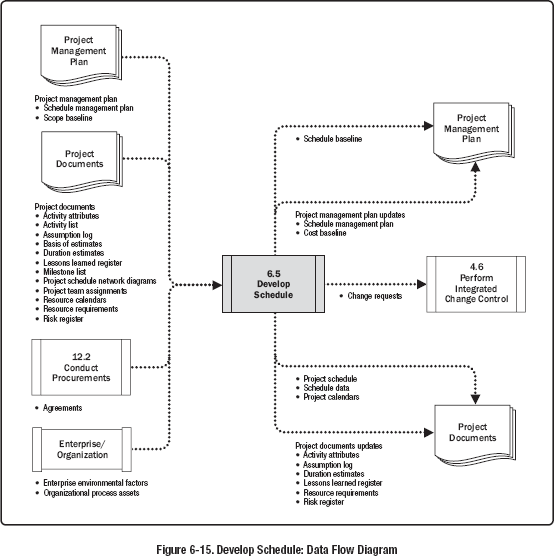 Project
Management
Plan
Project management plan
• Schedule management plan
• Scope baseline
Project
Documents
Project documents
• Activity attributes
• Activity list
• Assumption log
• Basis of estimates
• Duration estimates
• Lessons learned register
• Milestone list
• Project schedule network diagrams
• Project team assignments
• Resource calendars
• Resource requirements
• Risk register
12.2
Conduct
Procurements
• Agreements
Enterprise/
Organization
• Enterprise environmental factors
• Organizational process assets
6.5
Develop
Schedule
• Schedule baseline
Project
Management
Plan
Project management plan updates
• Schedule management plan
• Cost baseline
• Change requests
4.6
Perform
Integrated
Change Control
• Project schedule
• Schedule data
• Project calendars
Project
Documents
Project documents updates
• Activity attributes
• Assumption log
• Duration estimates
• Lessons learned register
• Resource requirements
• Risk register
Figure 6-15. Develop Schedule: Data Flow Diagram